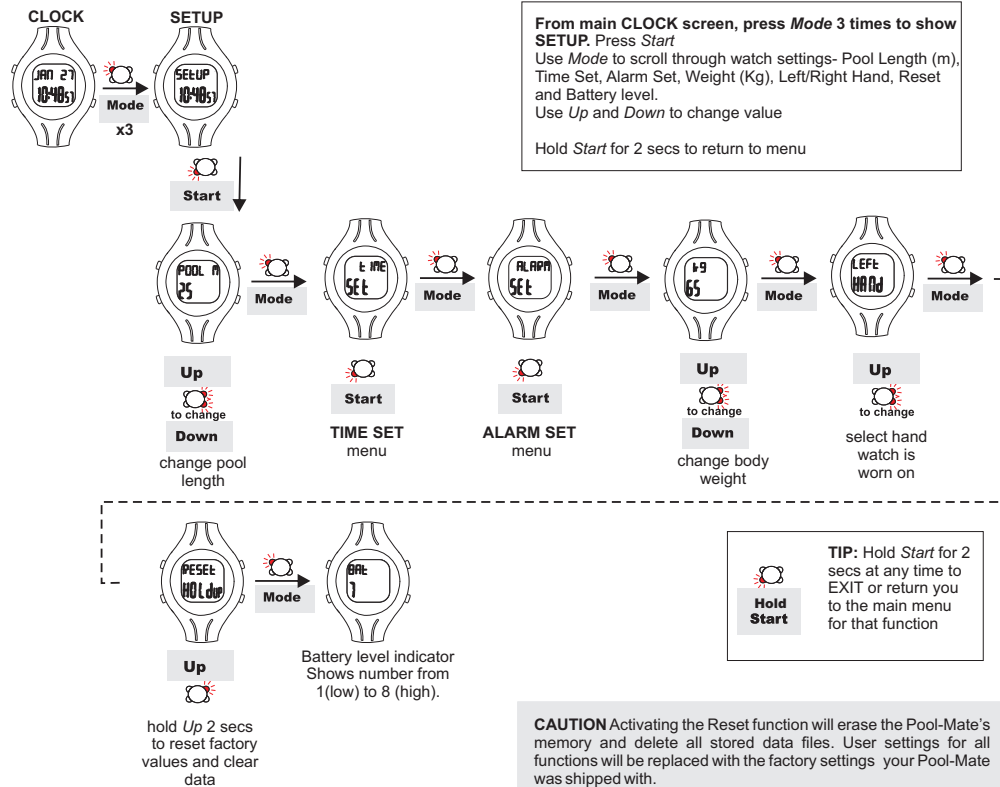 CLOCK
SETUP
From main CLOCK screen, press Mode 3 times to show
SETUP. Press Start
Use Mode to scroll through watch settings- Pool Length (m),
Time Set, Alarm Set, Weight (Kg), Left/Right Hand, Reset
and Battery level.
Use Up and Down to change value
Hold Start for 2 secs to return to menu
JAN 27
10:48 57
Mode
x3
SEtUP
10:48 57
Start
POOL M
25
Mode
tIME
SEt
Mode
ALARM
SEt
Mode
kg
65
Mode
LEFt
HANd
Mode
Up
to change
Down
change pool
length
Start
TIME SET
menu
Start
ALARM SET
menu
Up
to change
Down
change body
weight
Up
to change
select hand
watch is
worn on
RESEt
HOLdUP
Mode
BAt
7
Up
hold Up 2 secs
to reset factory
values and clear
data
Battery level indicator
Shows number from
1(low) to 8 (high).
Hold
Start
TIP: Hold Start for 2
secs at any time to
EXIT or return you
to the main menu
for that function
CAUTION Activating the Reset function will erase the Pool-Mate's
memory and delete all stored data files. User settings for all
functions will be replaced with the factory settings your Pool-Mate
was shipped with.